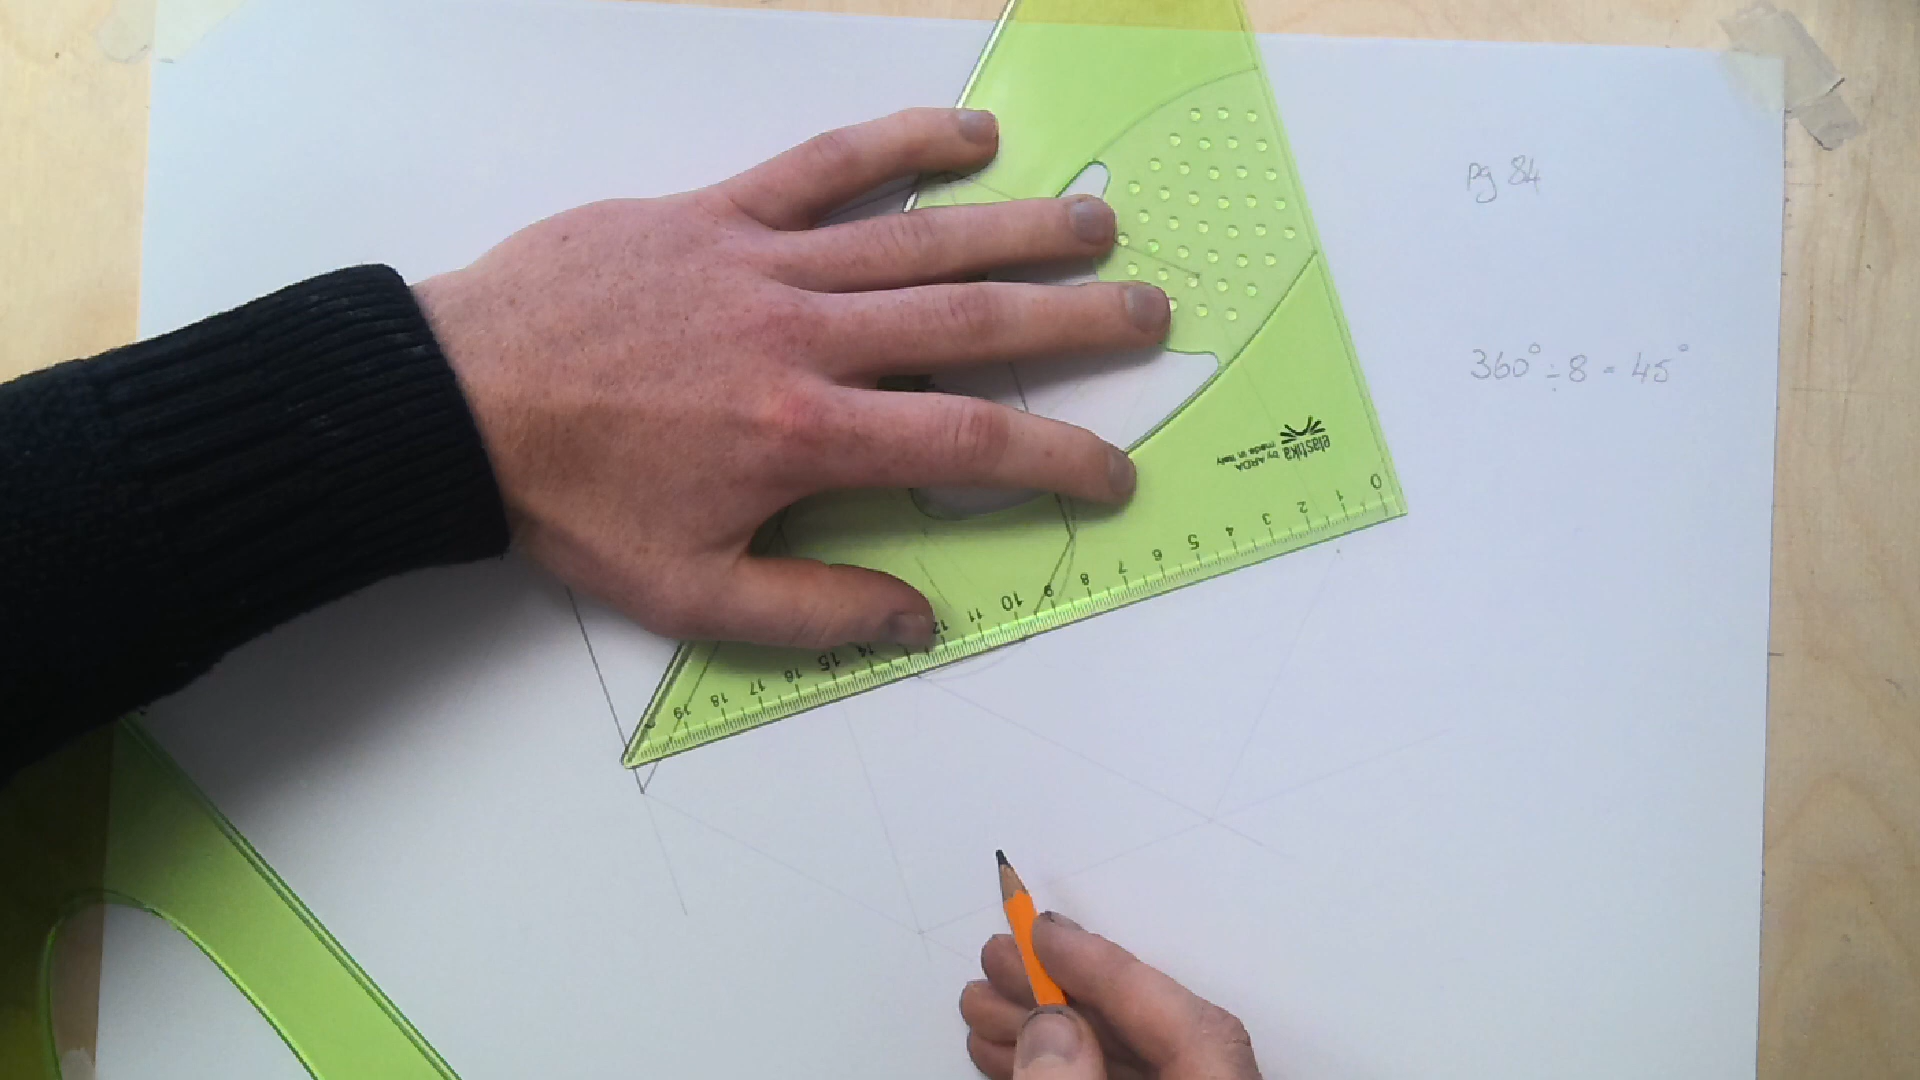 pg 84
360° ÷ 8 = 45°
elastika
by ARDA
made in Italy
0 1 2 3 4 5 6 7 8 9 10 11 12 14 15 16 17 18 19